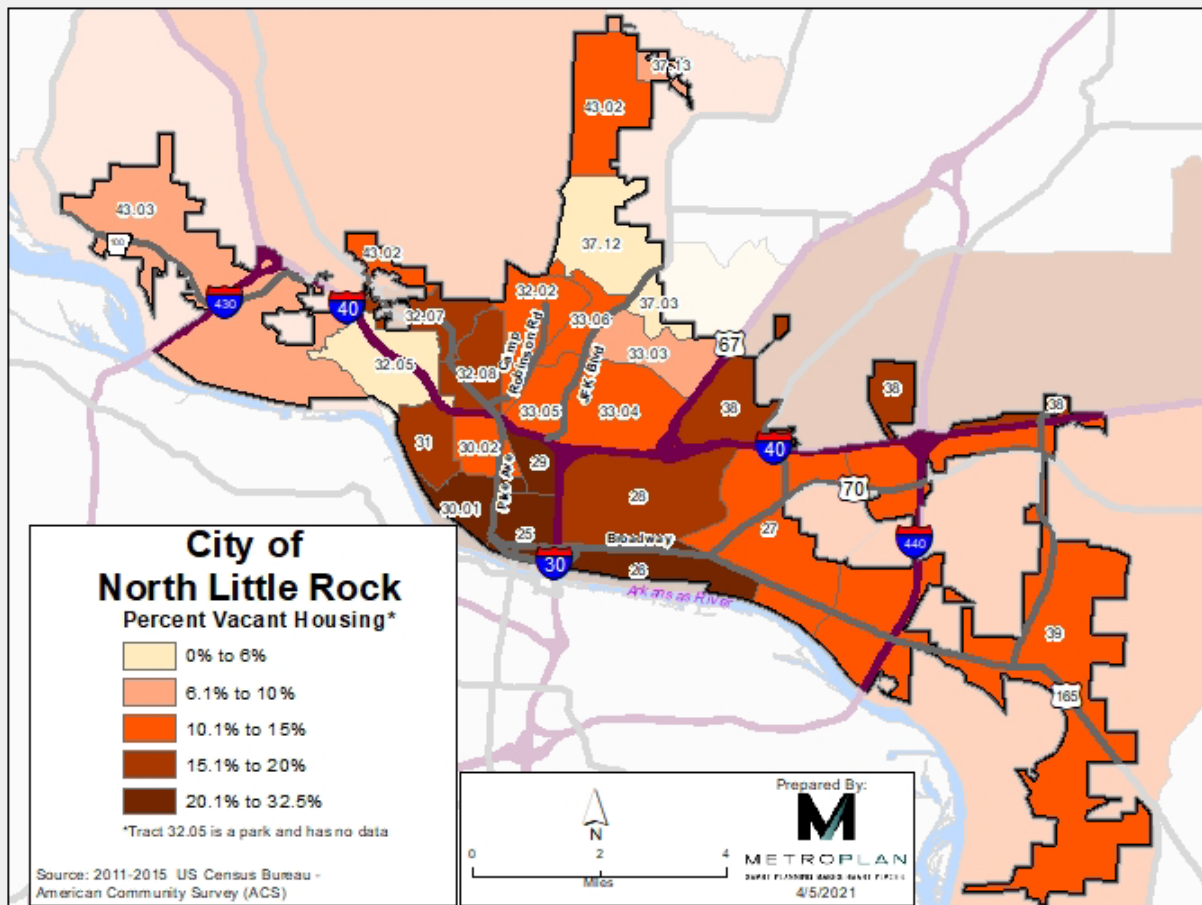 37.13
43.02
43.03
100
37.12
43.02
430
40
32.07
32.02
37.03
33.06
Camp
Robinson Rd
JFK Blvd
67
32.05
33.03
32.08
33.05
33.04
38
38
38
31
30.02
29
40
Pike Ave
28
70
30.01
25
Broadway
27
440
30
26
Arkansas River
39
165
City of
North Little Rock
Percent Vacant Housing*
0% to 6%
6.1% to 10%
10.1% to 15%
15.1% to 20%
20.1% to 32.5%
*Tract 32.05 is a park and has no data
Source: 2011-2015 US Census Bureau -
American Community Survey (ACS)
N
0 2 4
Miles
Prepared By:
METROPLAN
SMART PLANNING MAKES SMART PLACES
4/5/2021